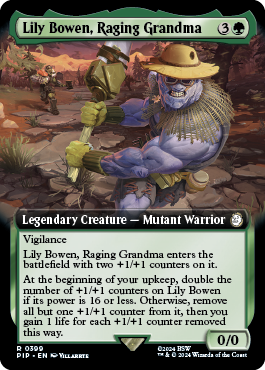 Lily Bowen, Raging Grandma 3
Legendary Creature — Mutant Warrior
Vigilance
Lily Bowen, Raging Grandma enters the
battlefield with two +1/+1 counters on it.
At the beginning of your upkeep, double
the number of +1/+1 counters on Lily Bowen
if its power is 16 or less. Otherwise, remove
all but one +1/+1 counter from it, then you
gain 1 life for each +1/+1 counter removed
this way.
0/0
R 0399
PIP • EN VILLARRTE
©2024 BSW
™ & © 2024 Wizards of the Coast